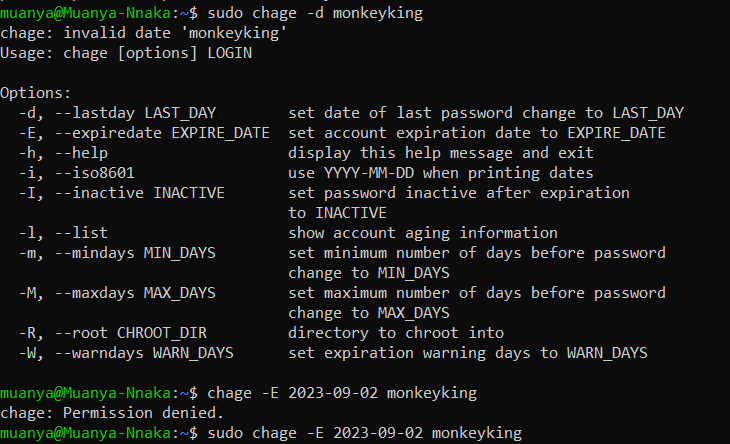 muanya@Muanya-Nnaka:~$ sudo chage -d monkeyking
chage: invalid date 'monkeyking'
Usage: chage [options] LOGIN

Options:
  -d, --lastday LAST_DAY        set date of last password change to LAST_DAY
  -E, --expiredate EXPIRE_DATE  set account expiration date to EXPIRE_DATE
  -h, --help                    display this help message and exit
  -i, --iso8601                 use YYYY-MM-DD when printing dates
  -I, --inactive INACTIVE       set password inactive after expiration
                                to INACTIVE
  -l, --list                    show account aging information
  -m, --mindays MIN_DAYS        set minimum number of days before password
                                change to MIN_DAYS
  -M, --maxdays MAX_DAYS        set maximum number of days before password
                                change to MAX_DAYS
  -R, --root CHROOT_DIR         directory to chroot into
  -W, --warndays WARN_DAYS      set expiration warning days to WARN_DAYS

muanya@Muanya-Nnaka:~$ chage -E 2023-09-02 monkeyking
chage: Permission denied.
muanya@Muanya-Nnaka:~$ sudo chage -E 2023-09-02 monkeyking